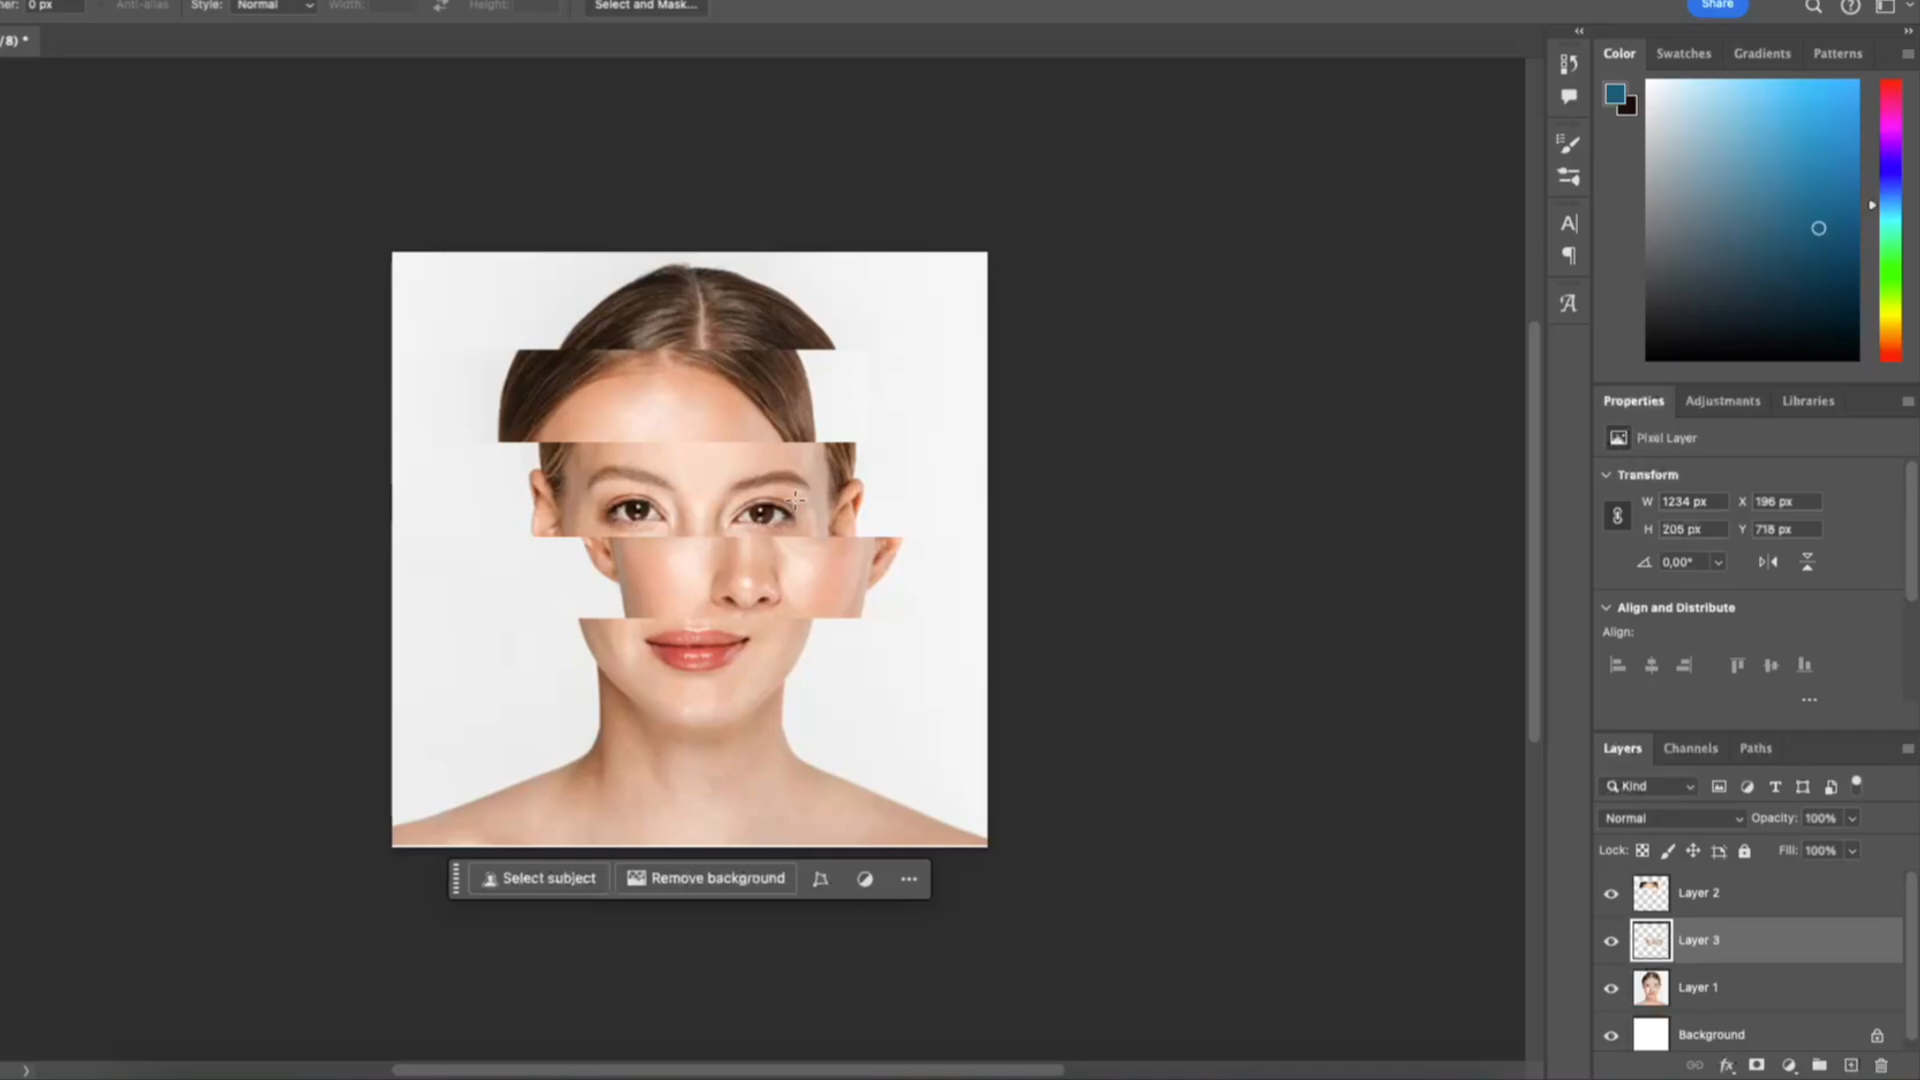 0 px Anti-alias Style: Normal Width: Height: Select and Mask... Share
/8) *
Color Swatches Gradients Patterns
Properties Adjustments Libraries
Pixel Layer
Transform
W 1234 px X 196 px
H 205 px Y 718 px
0,00°
Align and Distribute
Align:
Layers Channels Paths
Kind
Normal Opacity: 100%
Lock: Fill: 100%
Select subject Remove background
Layer 2
Layer 3
Layer 1
Background
fx